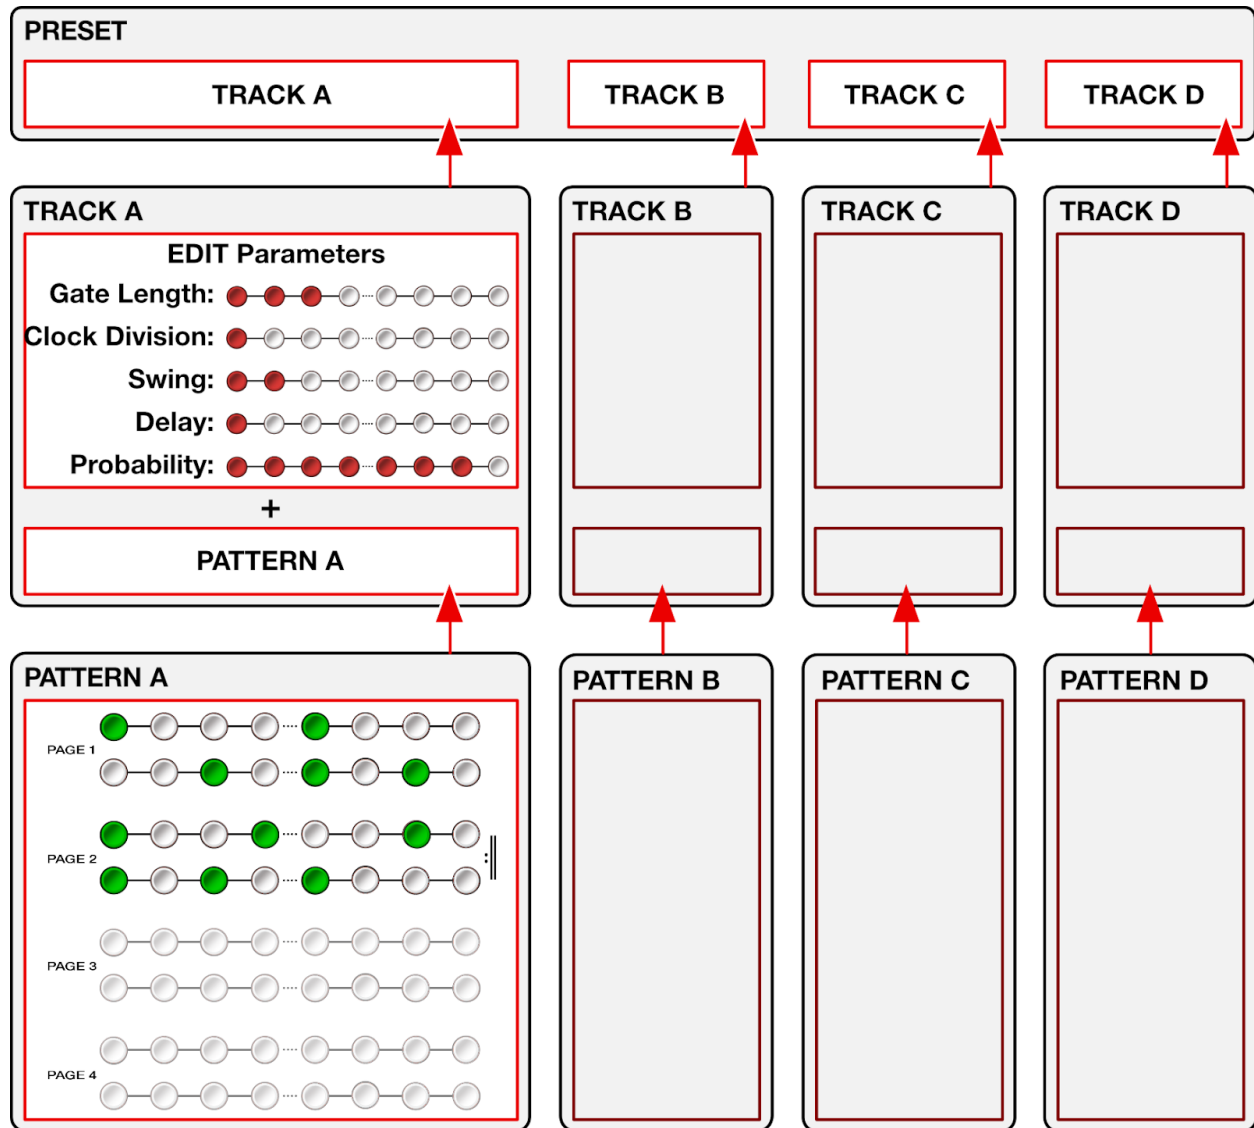 PRESET
TRACK A
TRACK B
TRACK C
TRACK D
TRACK A
EDIT Parameters
Gate Length:
Clock Division:
Swing:
Delay:
Probability:
+
PATTERN A
TRACK B
TRACK C
TRACK D
PATTERN A
PAGE 1
PAGE 2
PAGE 3
PAGE 4
PATTERN B
PATTERN C
PATTERN D